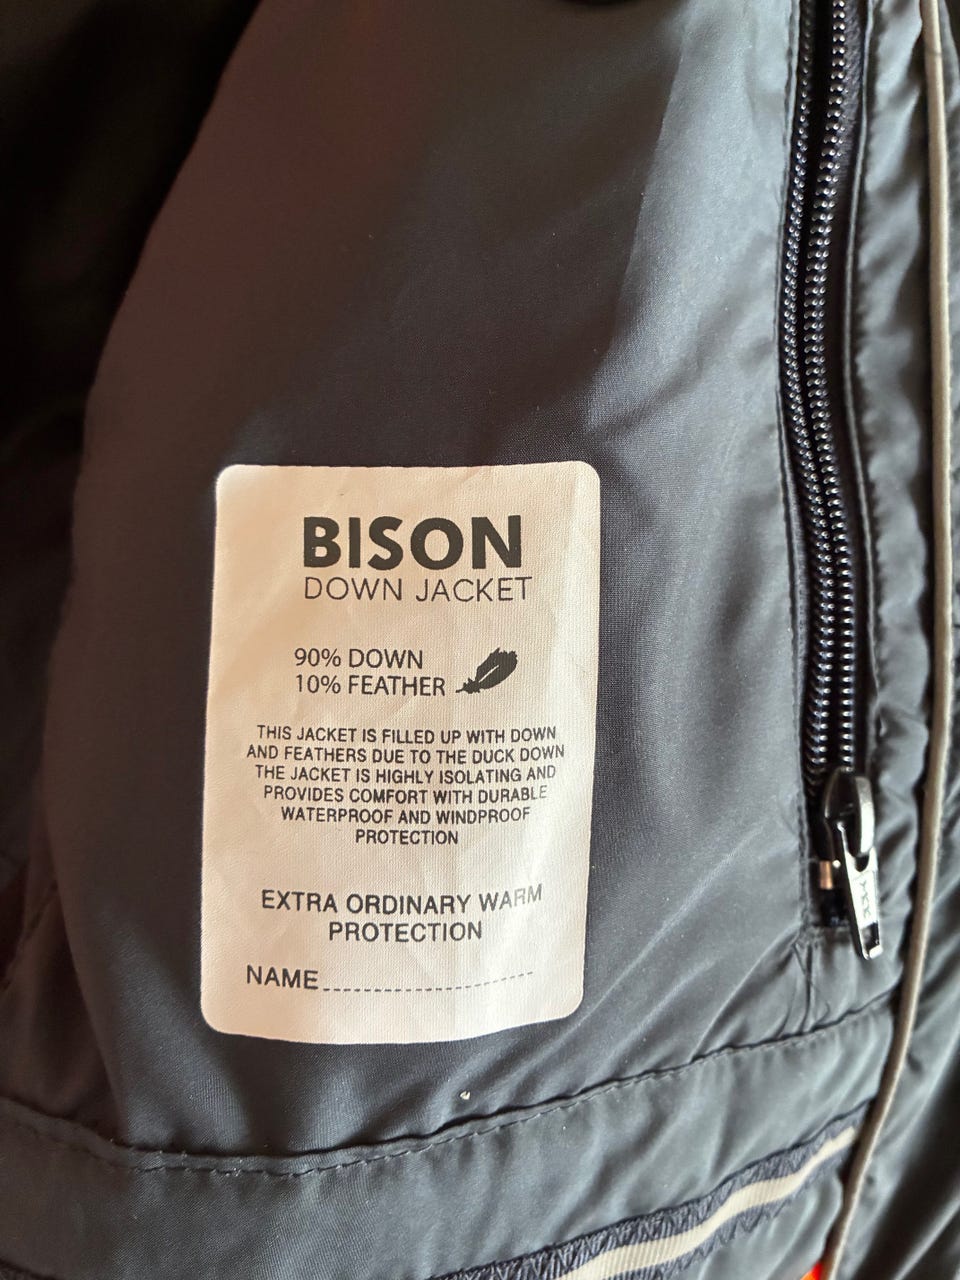 BISON
DOWN JACKET
90% DOWN
10% FEATHER
THIS JACKET IS FILLED UP WITH DOWN
AND FEATHERS DUE TO THE DUCK DOWN
THE JACKET IS HIGHLY ISOLATING AND
PROVIDES COMFORT WITH DURABLE
WATERPROOF AND WINDPROOF
PROTECTION
EXTRA ORDINARY WARM
PROTECTION
NAME
YKK